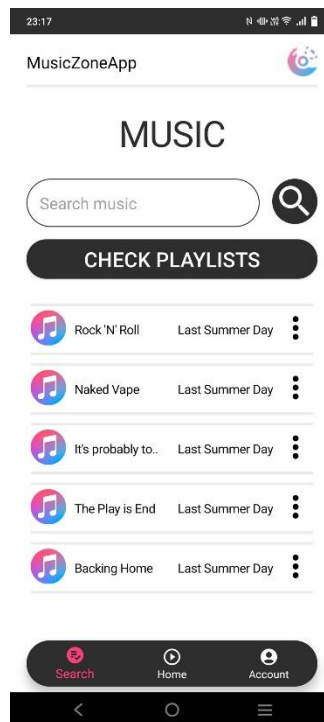 23:17
MusicZoneApp
MUSIC
Search music
CHECK PLAYLISTS
Rock 'N' Roll Last Summer Day
Naked Vape Last Summer Day
It's probably to.. Last Summer Day
The Play is End Last Summer Day
Backing Home Last Summer Day
Search Home Account